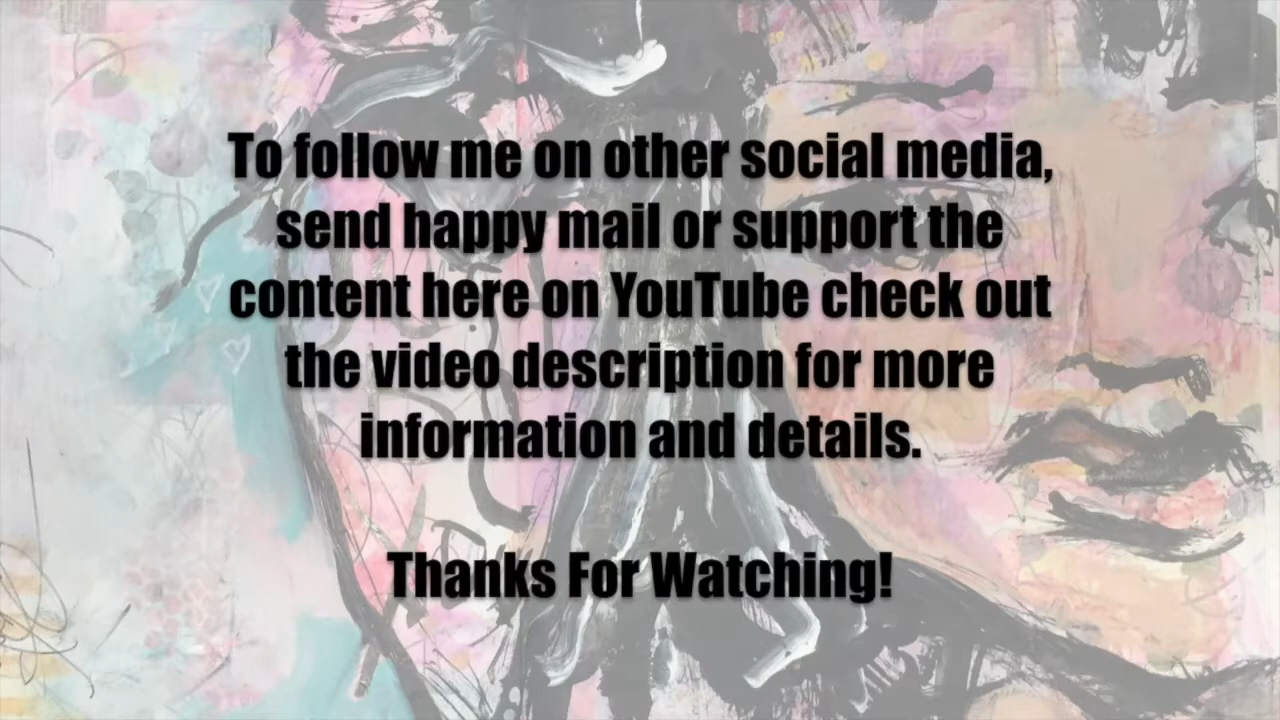 To follow me on other social media,
send happy mail or support the
content here on YouTube check out
the video description for more
information and details.
Thanks For Watching!